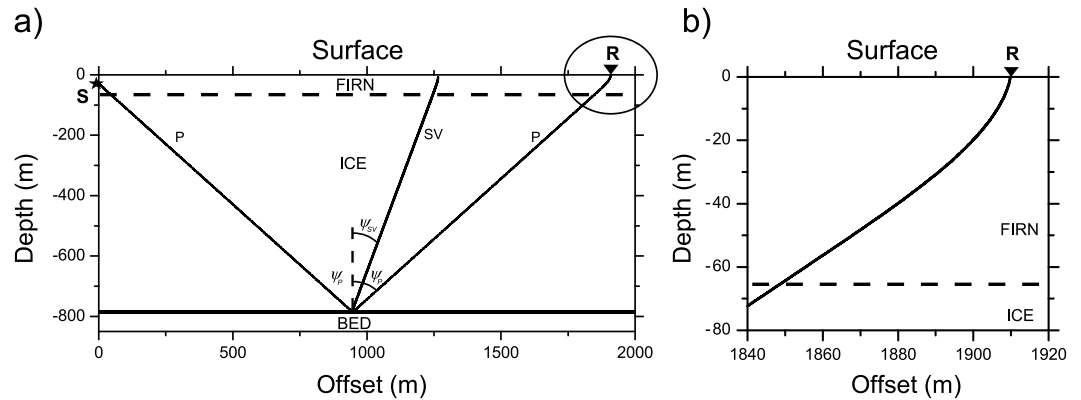 a)
Surface
R
0
FIRN
S
P
SV
P
-200
ICE
-400
ψSV
-600
ψP
ψP
-800
BED
0
500
1000
1500
2000
Depth (m)
Offset (m)
b)
Surface
R
0
-20
-40
FIRN
-60
ICE
-80
1840
1860
1880
1900
1920
Depth (m)
Offset (m)